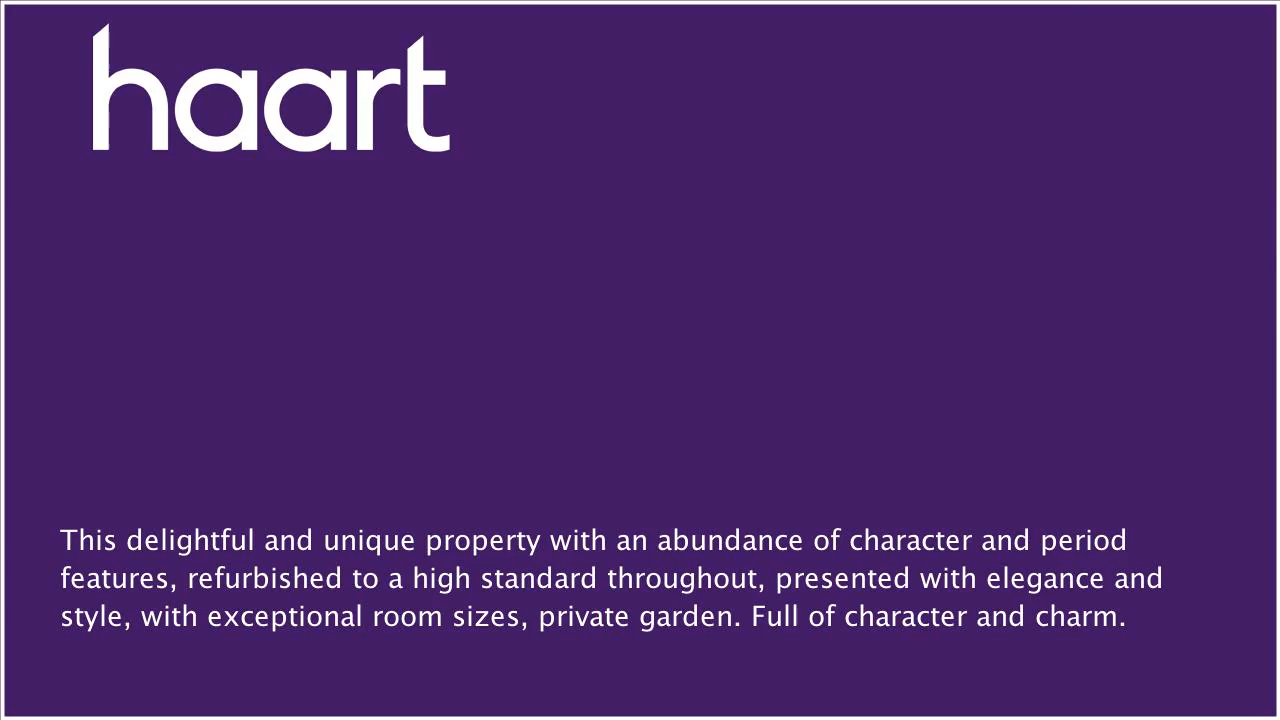 haart
This delightful and unique property with an abundance of character and period
features, refurbished to a high standard throughout, presented with elegance and
style, with exceptional room sizes, private garden. Full of character and charm.